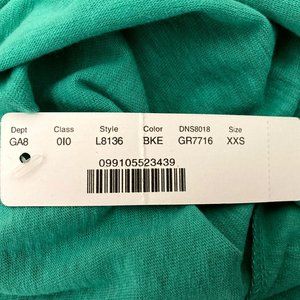 Dept Class Style Color DNS8018 Size
GA8 0I0 L8136 BKE GR7716 XXS
099105523439